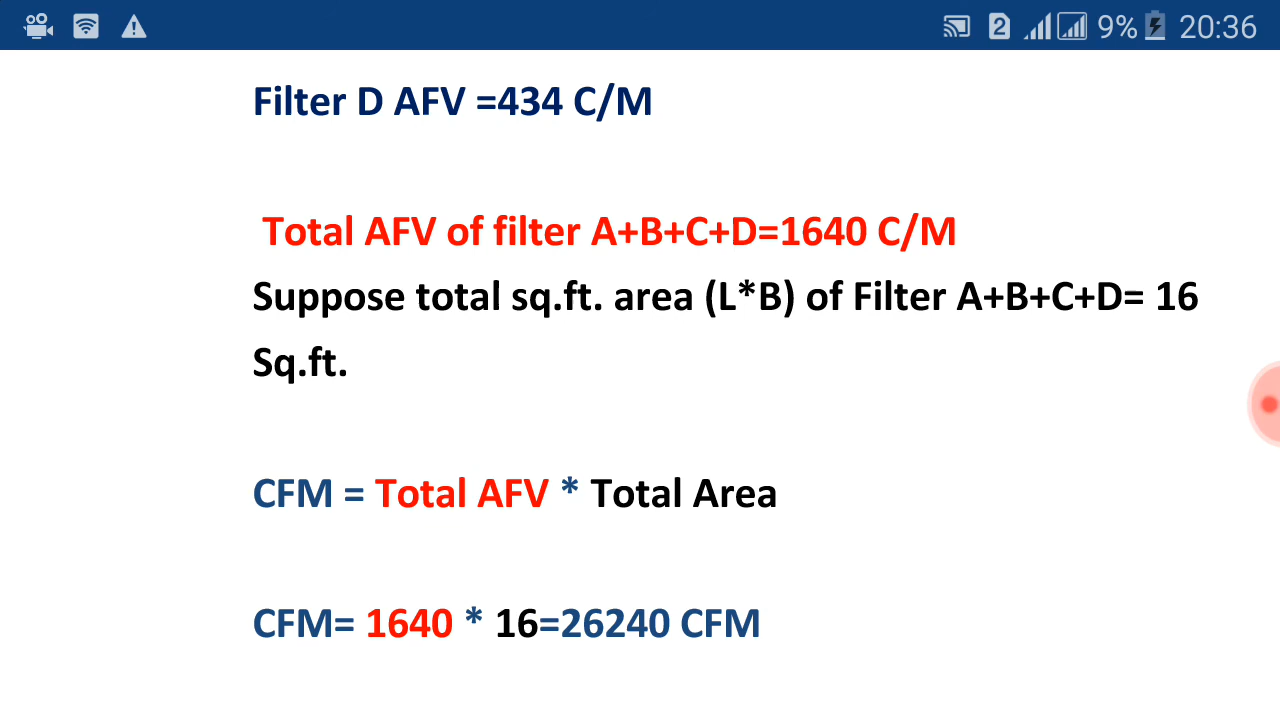 2 9% 20:36
Filter D AFV =434 C/M
Total AFV of filter A+B+C+D=1640 C/M
Suppose total sq.ft. area (L*B) of Filter A+B+C+D= 16
Sq.ft.
CFM = Total AFV * Total Area
CFM= 1640 * 16=26240 CFM